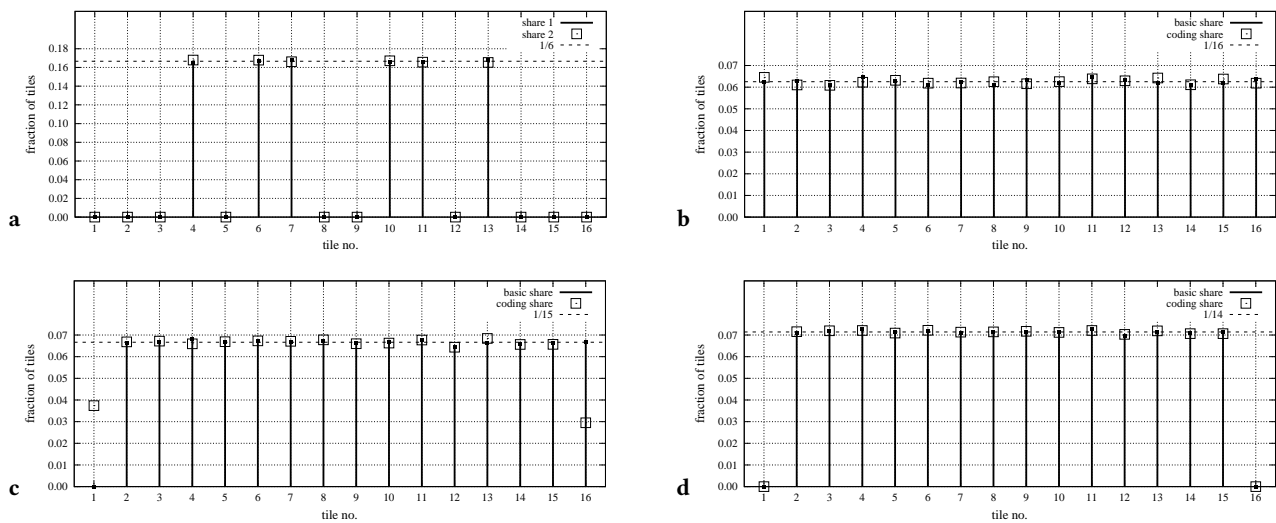 share 1
share 2
1/6
0.18
0.16
0.14
0.12
0.10
0.08
0.06
0.04
0.02
0.00
fraction of tiles
1 2 3 4 5 6 7 8 9 10 11 12 13 14 15 16
tile no.
a
basic share
coding share
1/16
0.07
0.06
0.05
0.04
0.03
0.02
0.01
0.00
fraction of tiles
1 2 3 4 5 6 7 8 9 10 11 12 13 14 15 16
tile no.
b
basic share
coding share
1/15
0.07
0.06
0.05
0.04
0.03
0.02
0.01
0.00
fraction of tiles
1 2 3 4 5 6 7 8 9 10 11 12 13 14 15 16
tile no.
c
basic share
coding share
1/14
0.07
0.06
0.05
0.04
0.03
0.02
0.01
0.00
fraction of tiles
1 2 3 4 5 6 7 8 9 10 11 12 13 14 15 16
tile no.
d